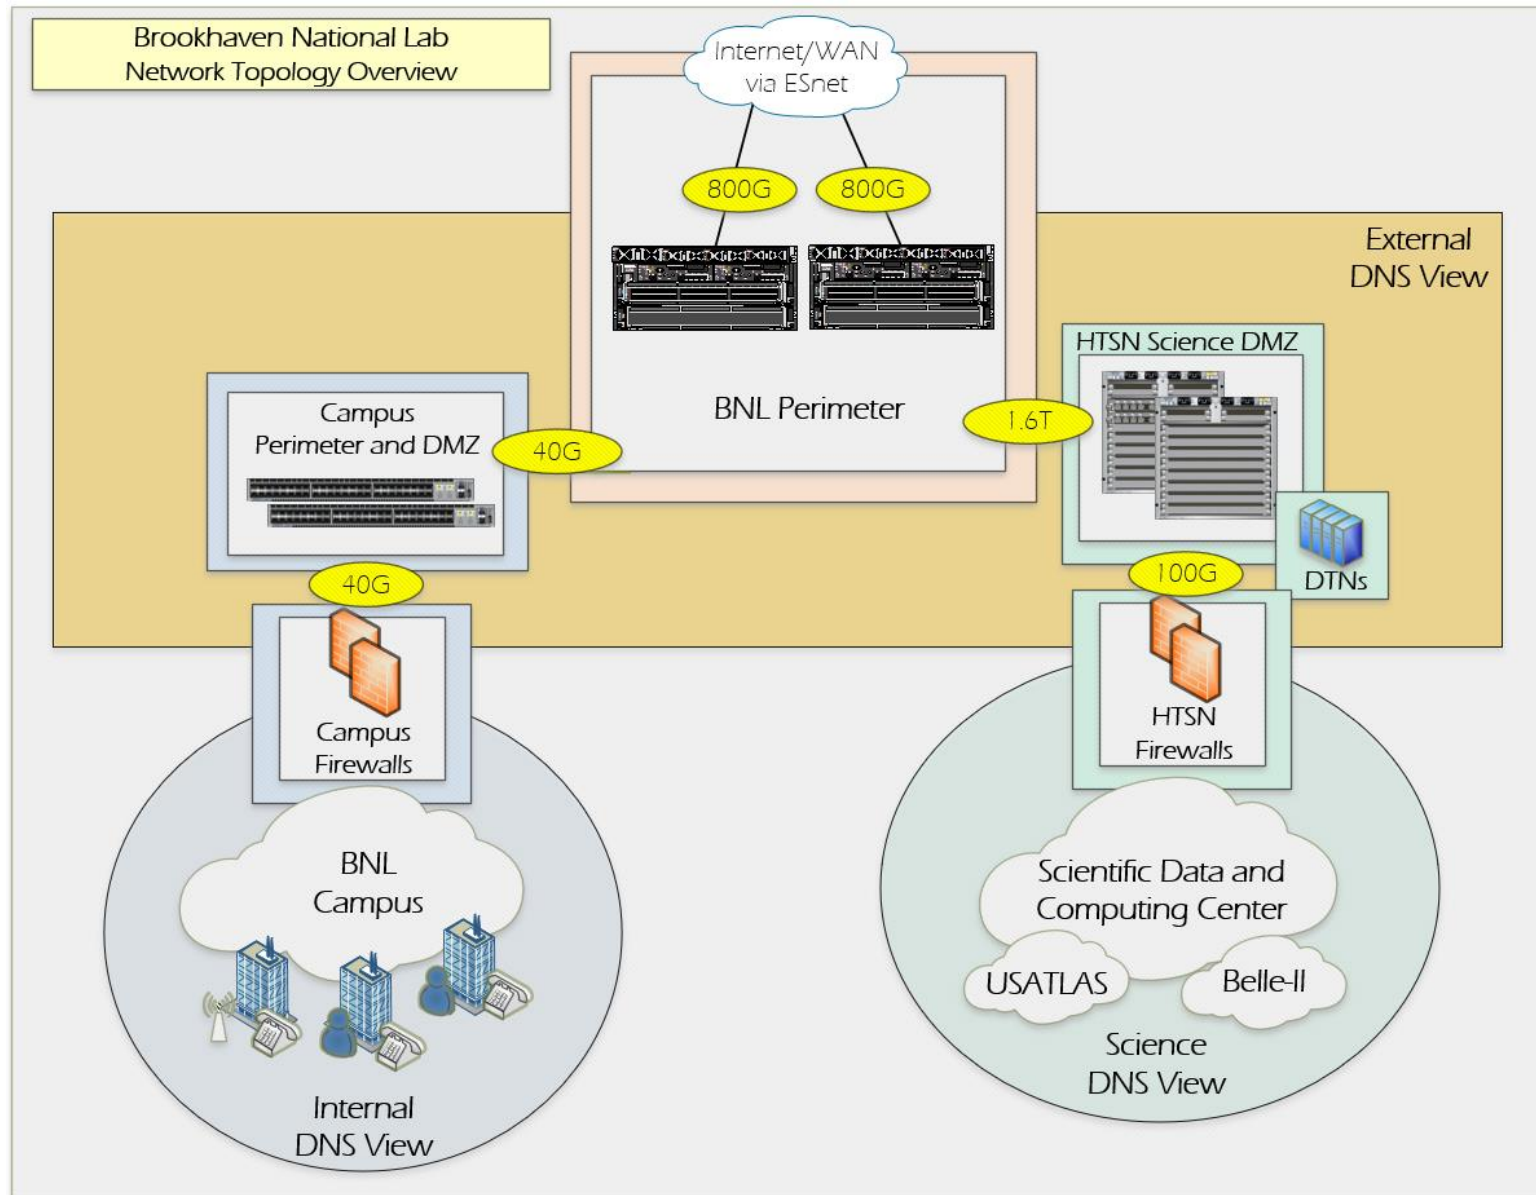 Brookhaven National Lab
Network Topology Overview
Internet/WAN
via ESnet
800G
800G
External
DNS View
BNL Perimeter
HTSN Science DMZ
1.6T
Campus
Perimeter and DMZ
40G
40G
100G
DTNs
Campus
Firewalls
HTSN
Firewalls
BNL
Campus
Scientific Data and
Computing Center
USATLAS
Belle-II
Internal
DNS View
Science
DNS View